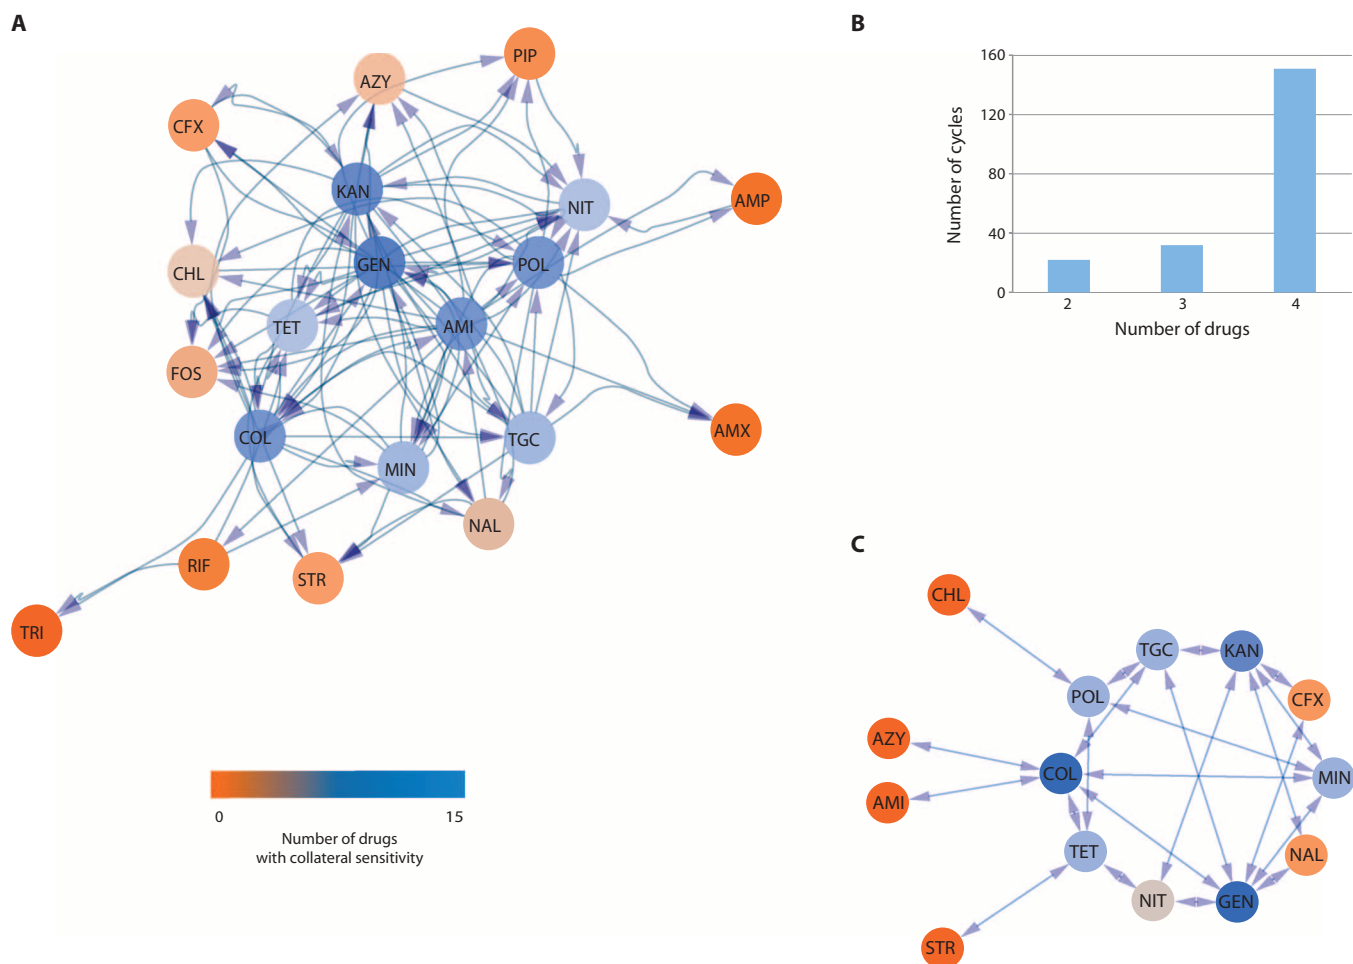 A
PIP
AZY
CFX
KAN
NIT
AMP
GEN
POL
CHL
TET
AMI
FOS
COL
TGC
AMX
MIN
NAL
RIF
STR
TRI
0 15
Number of drugs
with collateral sensitivity
B
160
120
80
40
0
Number of cycles
2 3 4
Number of drugs
C
CHL
TGC
KAN
POL
CFX
AZY
COL
MIN
AMI
TET
NAL
NIT
GEN
STR